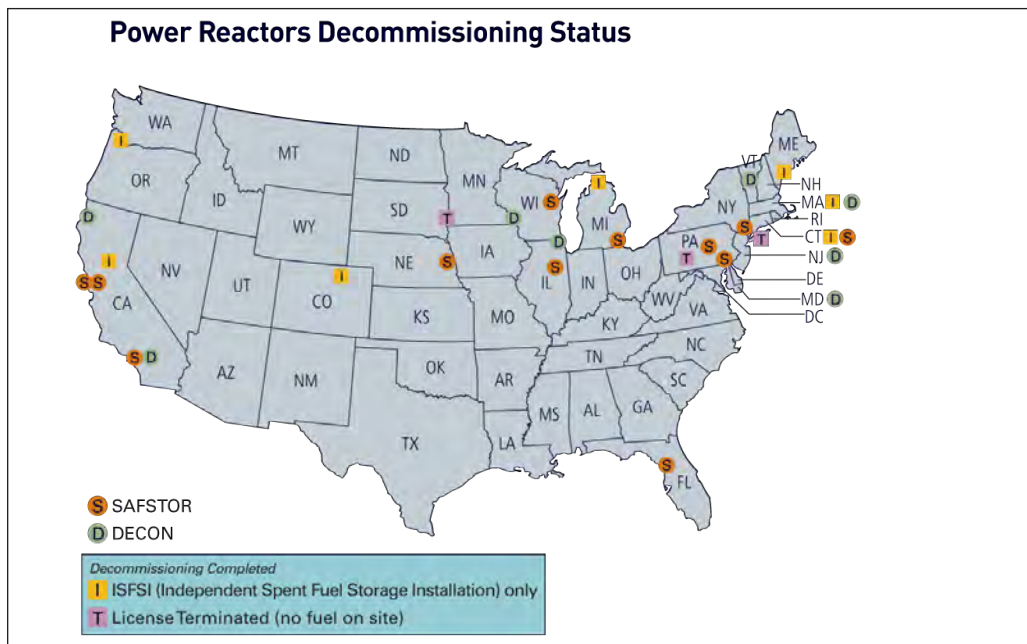 Power Reactors Decommissioning Status
WA
I
MT
ND
MN
VT
ME
I
D
NH
OR
ID
SD
T
WI S
I
MI
NY
MA I D
RI
D
WY
D
IA
S
S
PA S
T
S
T
CT I S
NJ D
I
NV
UT
I
CO
NE
S
D
IL S
IN
OH
WV
VA
DE
MD D
DC
S S
CA
KS
MO
KY
S D
AZ
NM
OK
AR
TN
NC
SC
TX
LA
MS
AL
GA
S
FL
S SAFSTOR
D DECON
Decommissioning Completed
I ISFSI (Independent Spent Fuel Storage Installation) only
T License Terminated (no fuel on site)